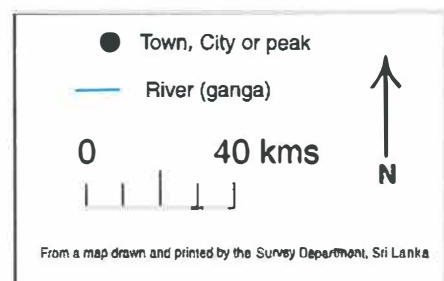 Town, City or peak
River (ganga)
0 40 kms
N
From a map drawn and printed by the Survey Department, Sri Lanka